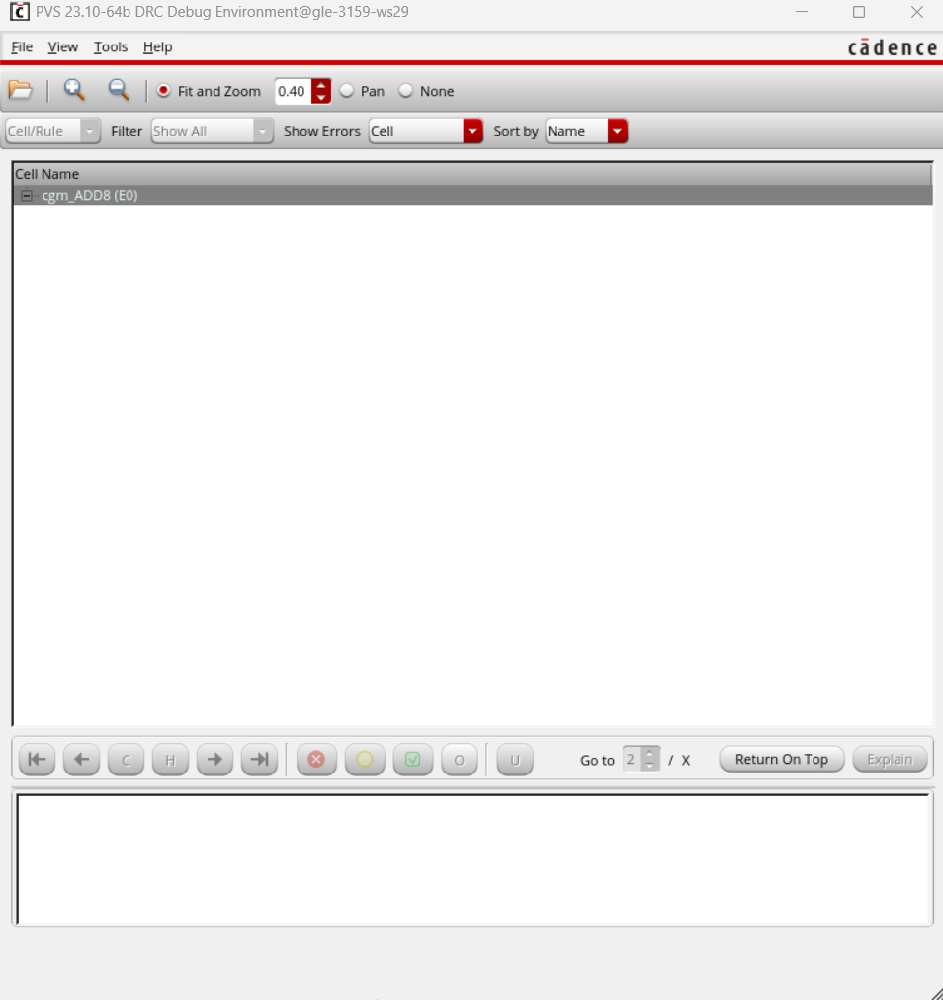 PVS 23.10-64b DRC Debug Environment@gle-3159-ws29
File View Tools Help
cādence
Fit and Zoom 0.40 Pan None
Cell/Rule Filter Show All Show Errors Cell Sort by Name
Cell Name
cgm_ADD8 (E0)
C H O U Go to 2 / X Return On Top Explain